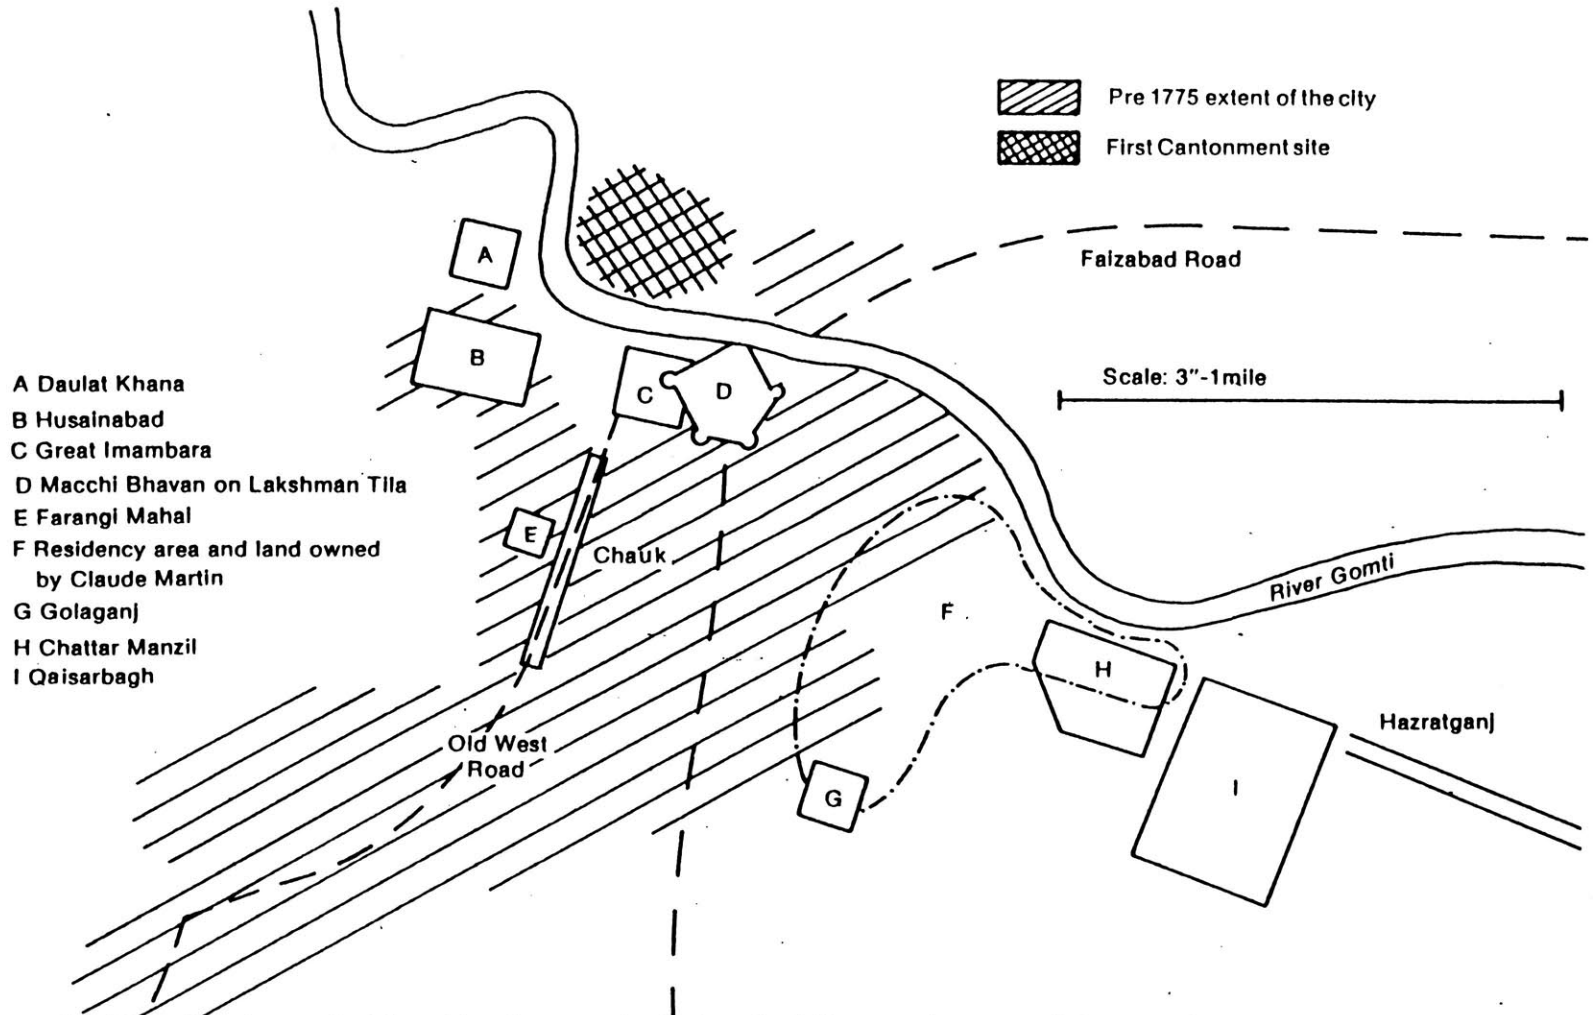 Pre 1775 extent of the city
First Cantonment site
Faizabad Road
Scale: 3"-1mile
A
B
C
D
A Daulat Khana
B Husainabad
C Great Imambara
D Macchi Bhavan on Lakshman Tila
E Farangi Mahal
F Residency area and land owned
by Claude Martin
G Golaganj
H Chattar Manzil
I Qaisarbagh
E
Chauk
F
River Gomti
H
Hazratganj
Old West
Road
G
I